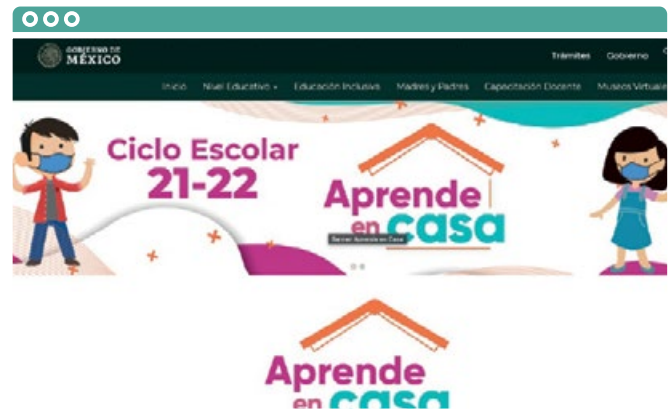 GOBIERNO DE
MÉXICO
Trámites Gobierno
Inicio Nivel Educativo Educación Inclusiva Madres y Padres Capacitación Docente Museos Virtuale
Ciclo Escolar
21-22
Aprende
en casa
Aprende
en casa